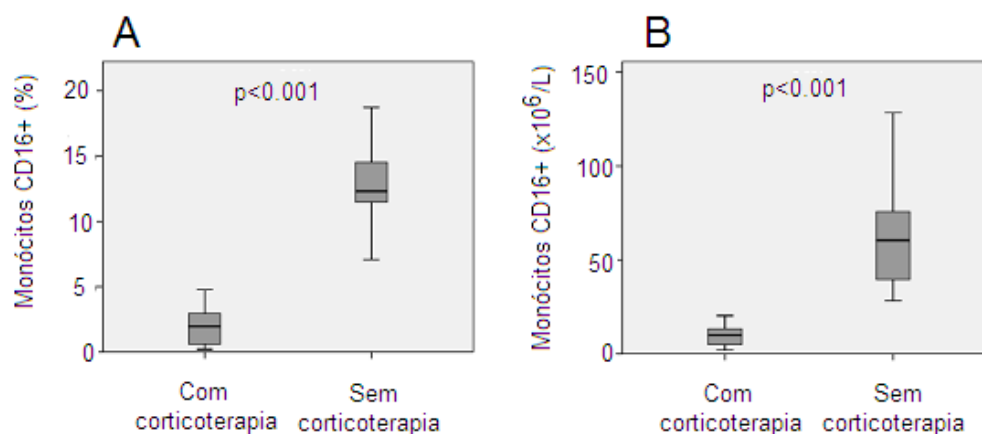 A
Monócitos CD16+ (%)
20
15
10
5
0
p<0.001
Com
corticoterapia
Sem
corticoterapia
B
Monócitos CD16+ (x10⁶/L)
150
100
50
0
p<0.001
Com
corticoterapia
Sem
corticoterapia